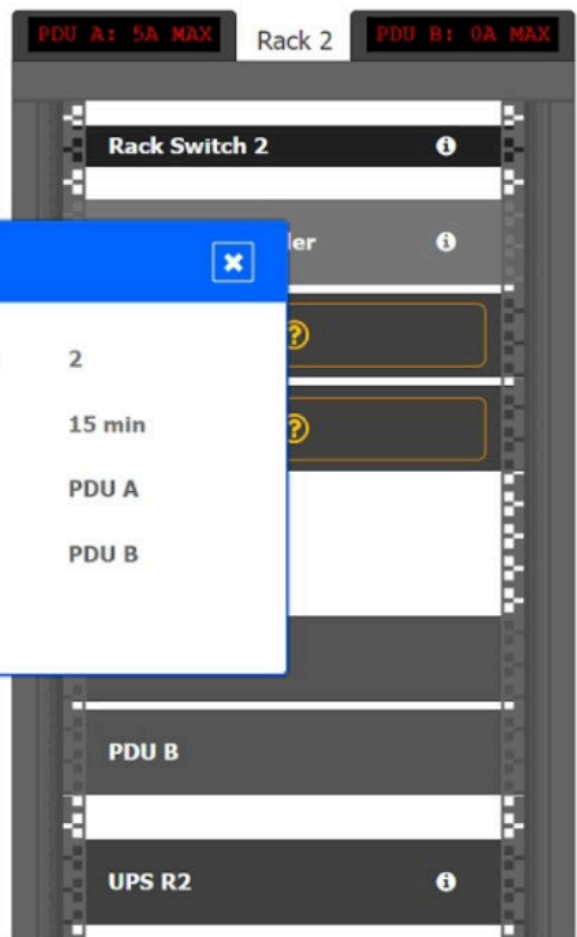 PDU A: 5A MAX
Rack 2
PDU B: 0A MAX
Rack Switch 2
ler
2
15 min
PDU A
PDU B
PDU B
UPS R2